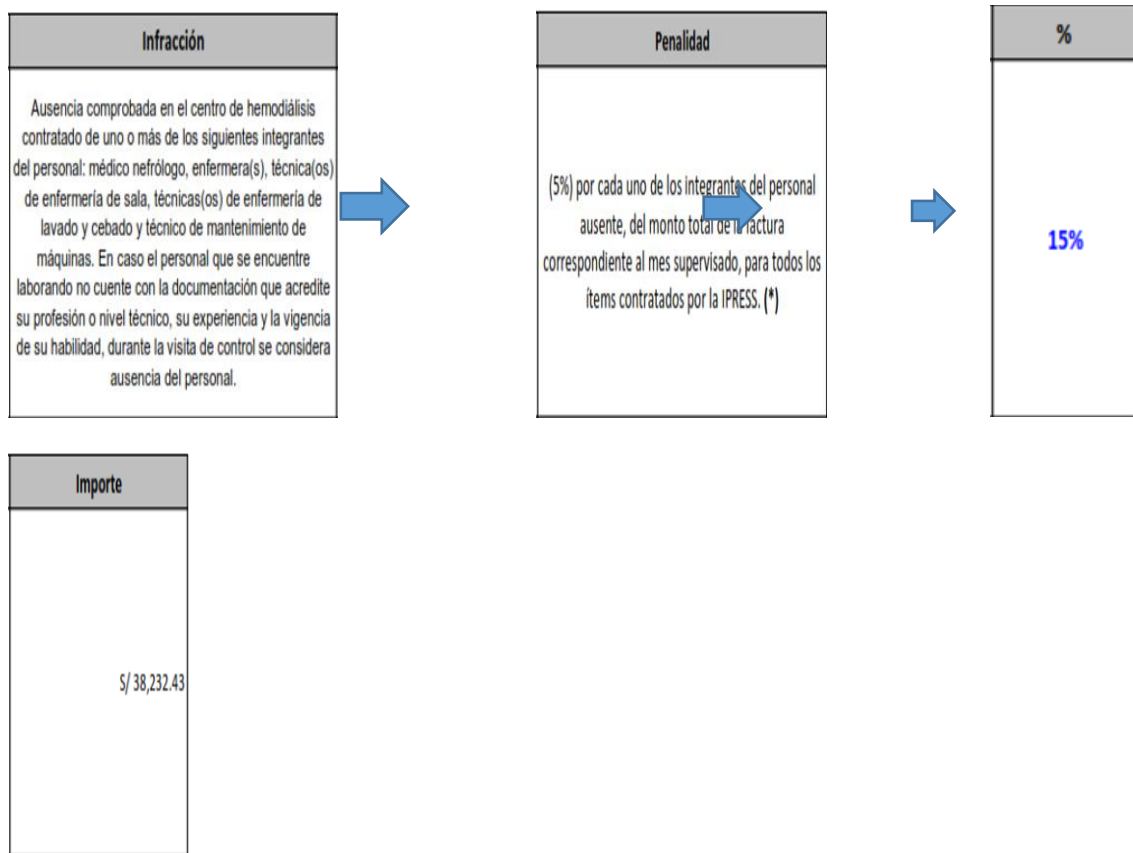 Infracción
Ausencia comprobada en el centro de hemodiálisis
contratado de uno o más de los siguientes integrantes
del personal: médico nefrólogo, enfermera(s), técnica(os)
de enfermería de sala, técnicas(os) de enfermería de
lavado y cebado y técnico de mantenimiento de
máquinas. En caso el personal que se encuentre
laborando no cuente con la documentación que acredite
su profesión o nivel técnico, su experiencia y la vigencia
de su habilidad, durante la visita de control se considera
ausencia del personal.
Penalidad
(5%) por cada uno de los integrantes del personal
ausente, del monto total de la factura
correspondiente al mes supervisado, para todos los
ítems contratados por la IPRESS. (*)
%
15%
Importe
S/ 38,232.43